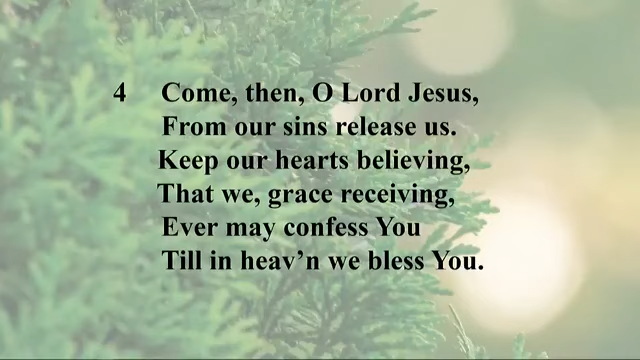 4 Come, then, O Lord Jesus,
From our sins release us.
Keep our hearts believing,
That we, grace receiving,
Ever may confess You
Till in heav’n we bless You.